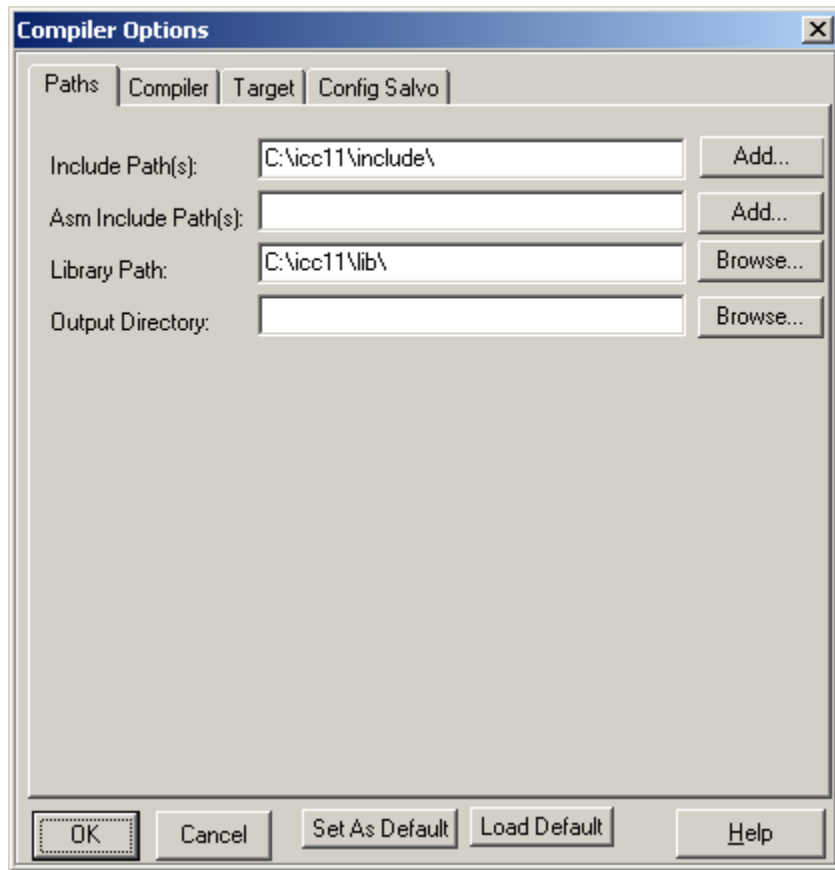 Compiler Options
Paths Compiler Target Config Salvo
Include Path(s): C:\icc11\include\ Add...
Asm Include Path(s): Add...
Library Path: C:\icc11\lib\ Browse...
Output Directory: Browse...
OK Cancel Set As Default Load Default Help